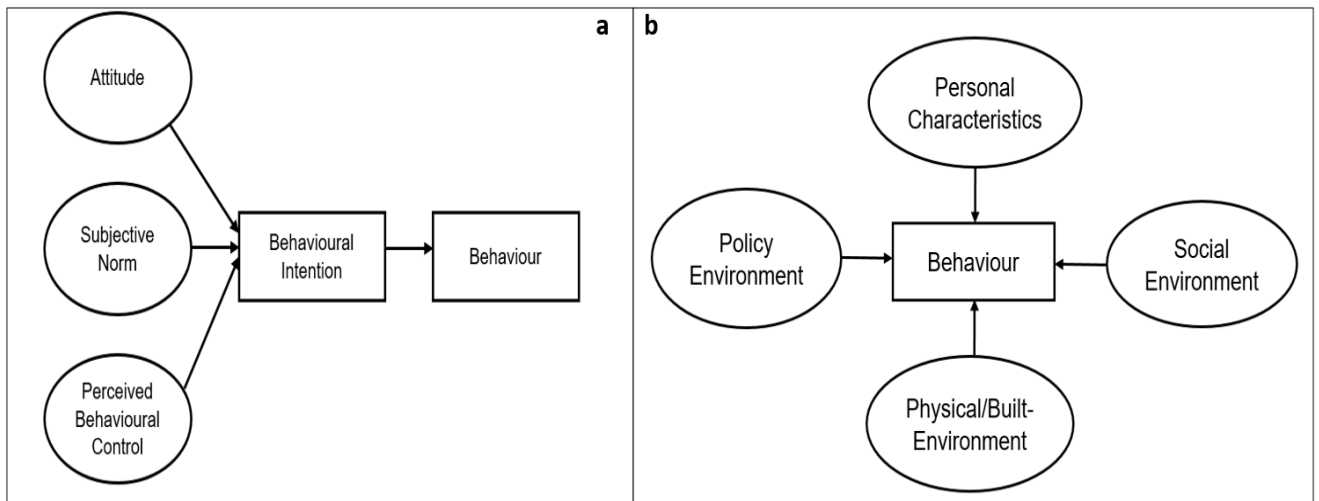 a
Attitude
Subjective
Norm
Behavioural
Intention
Behaviour
Perceived
Behavioural
Control
b
Personal
Characteristics
Policy
Environment
Behaviour
Social
Environment
Physical/Built-
Environment